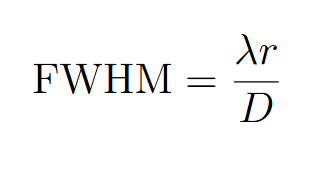 FWHM = λr/D